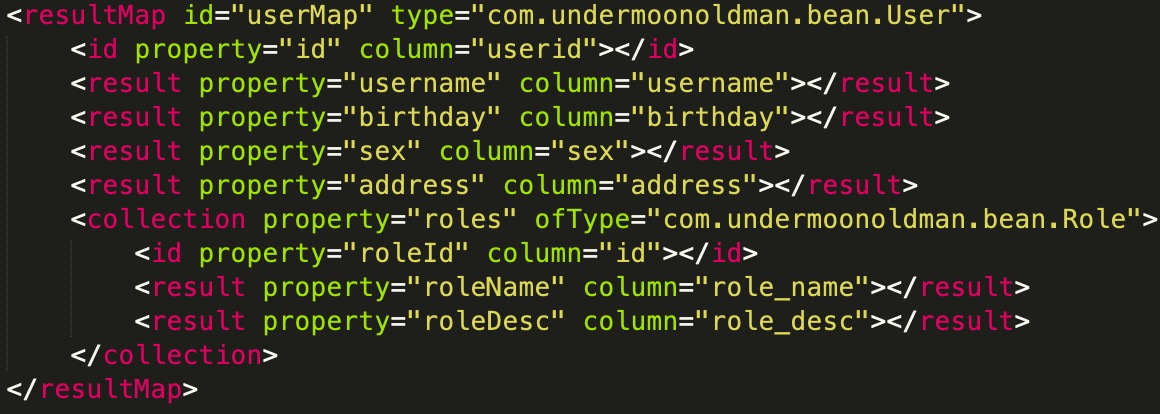 <resultMap id="userMap" type="com.undermoonoldman.bean.User">
    <id property="id" column="userid"></id>
    <result property="username" column="username"></result>
    <result property="birthday" column="birthday"></result>
    <result property="sex" column="sex"></result>
    <result property="address" column="address"></result>
    <collection property="roles" ofType="com.undermoonoldman.bean.Role">
        <id property="roleId" column="id"></id>
        <result property="roleName" column="role_name"></result>
        <result property="roleDesc" column="role_desc"></result>
    </collection>
</resultMap>